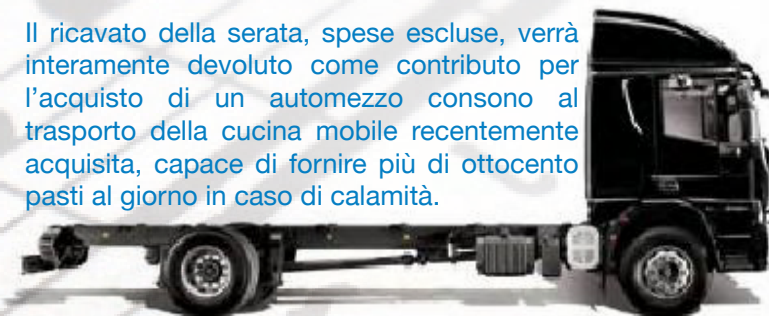 Il ricavato della serata, spese escluse, verrà
interamente devoluto come contributo per
l’acquisto di un automezzo consono al
trasporto della cucina mobile recentemente
acquisita, capace di fornire più di ottocento
pasti al giorno in caso di calamità.